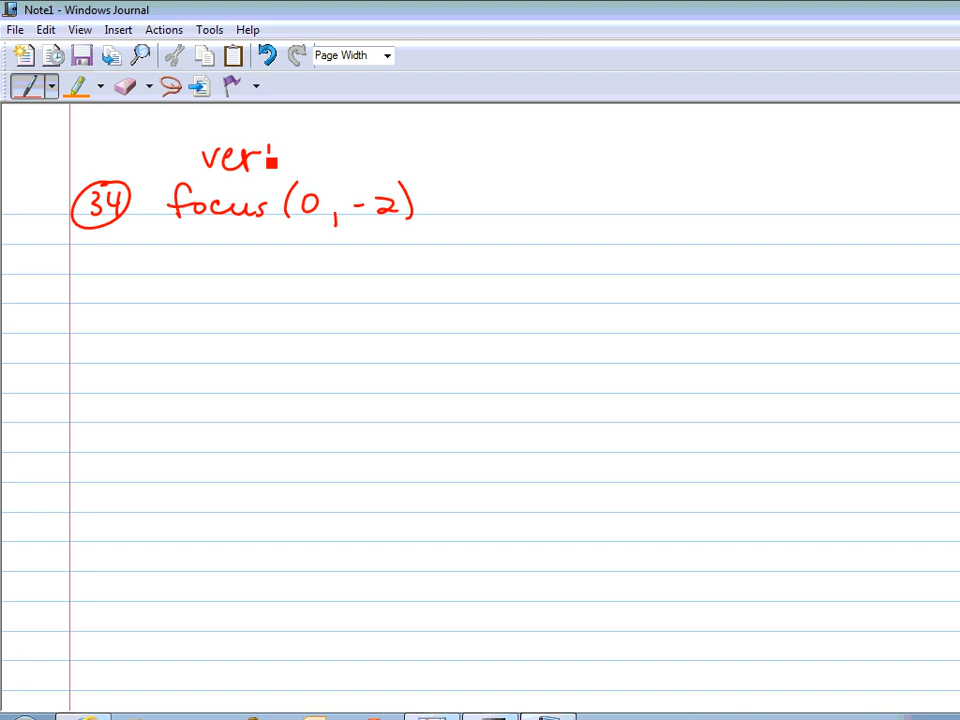 Note1 - Windows Journal
File Edit View Insert Actions Tools Help
Page Width
ver
34 focus (0, -2)